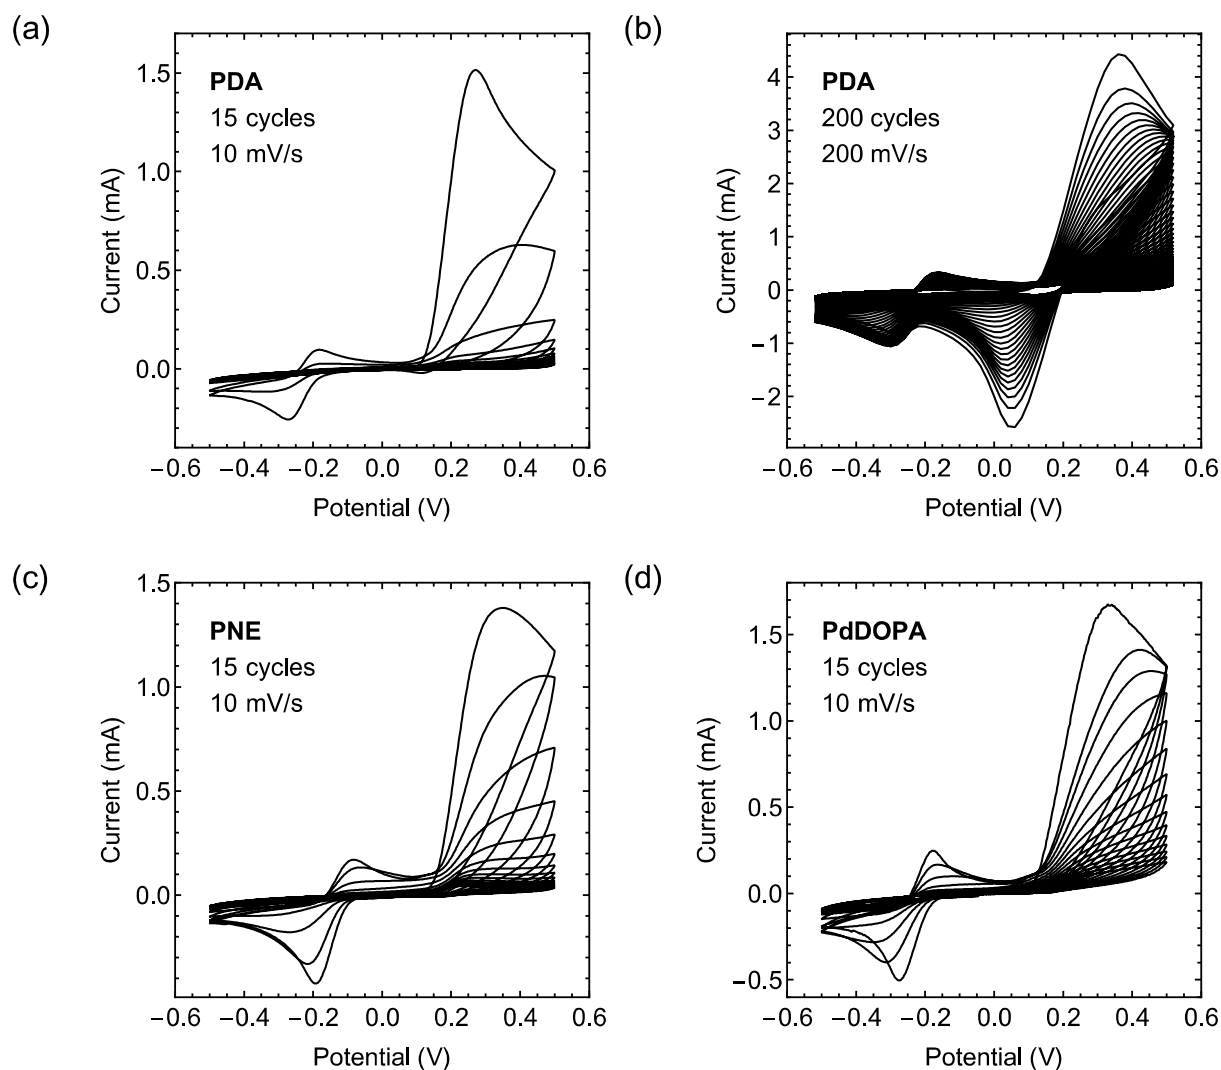 (a)
PDA
15 cycles
10 mV/s
Current (mA)
1.5
1.0
0.5
0.0
−0.6 −0.4 −0.2 0.0 0.2 0.4 0.6
Potential (V)
(b)
PDA
200 cycles
200 mV/s
Current (mA)
4
3
2
1
0
−1
−2
−0.6 −0.4 −0.2 0.0 0.2 0.4 0.6
Potential (V)
(c)
PNE
15 cycles
10 mV/s
Current (mA)
1.5
1.0
0.5
0.0
−0.6 −0.4 −0.2 0.0 0.2 0.4 0.6
Potential (V)
(d)
PdDOPA
15 cycles
10 mV/s
Current (mA)
1.5
1.0
0.5
0.0
−0.5
−0.6 −0.4 −0.2 0.0 0.2 0.4 0.6
Potential (V)